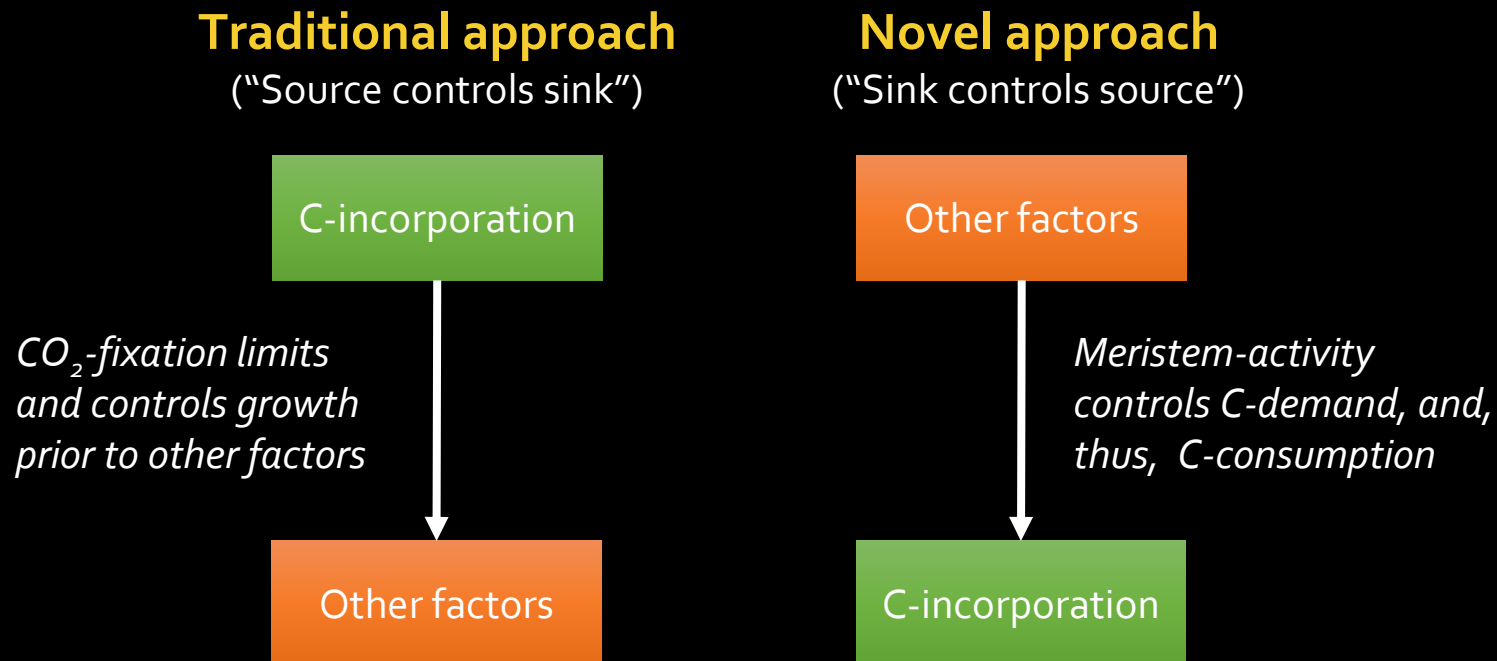 Traditional approach
("Source controls sink")
C-incorporation
CO₂-fixation limits
and controls growth
prior to other factors
Other factors
Novel approach
("Sink controls source")
Other factors
Meristem-activity
controls C-demand, and,
thus, C-consumption
C-incorporation